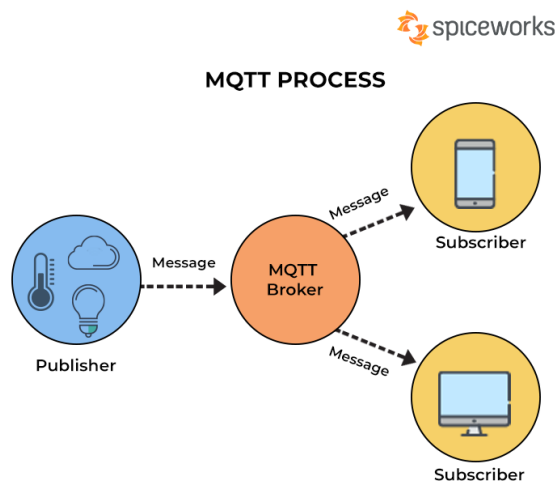 spiceworks
MQTT PROCESS
Message
Subscriber
Message
MQTT
Broker
Publisher
Message
Subscriber